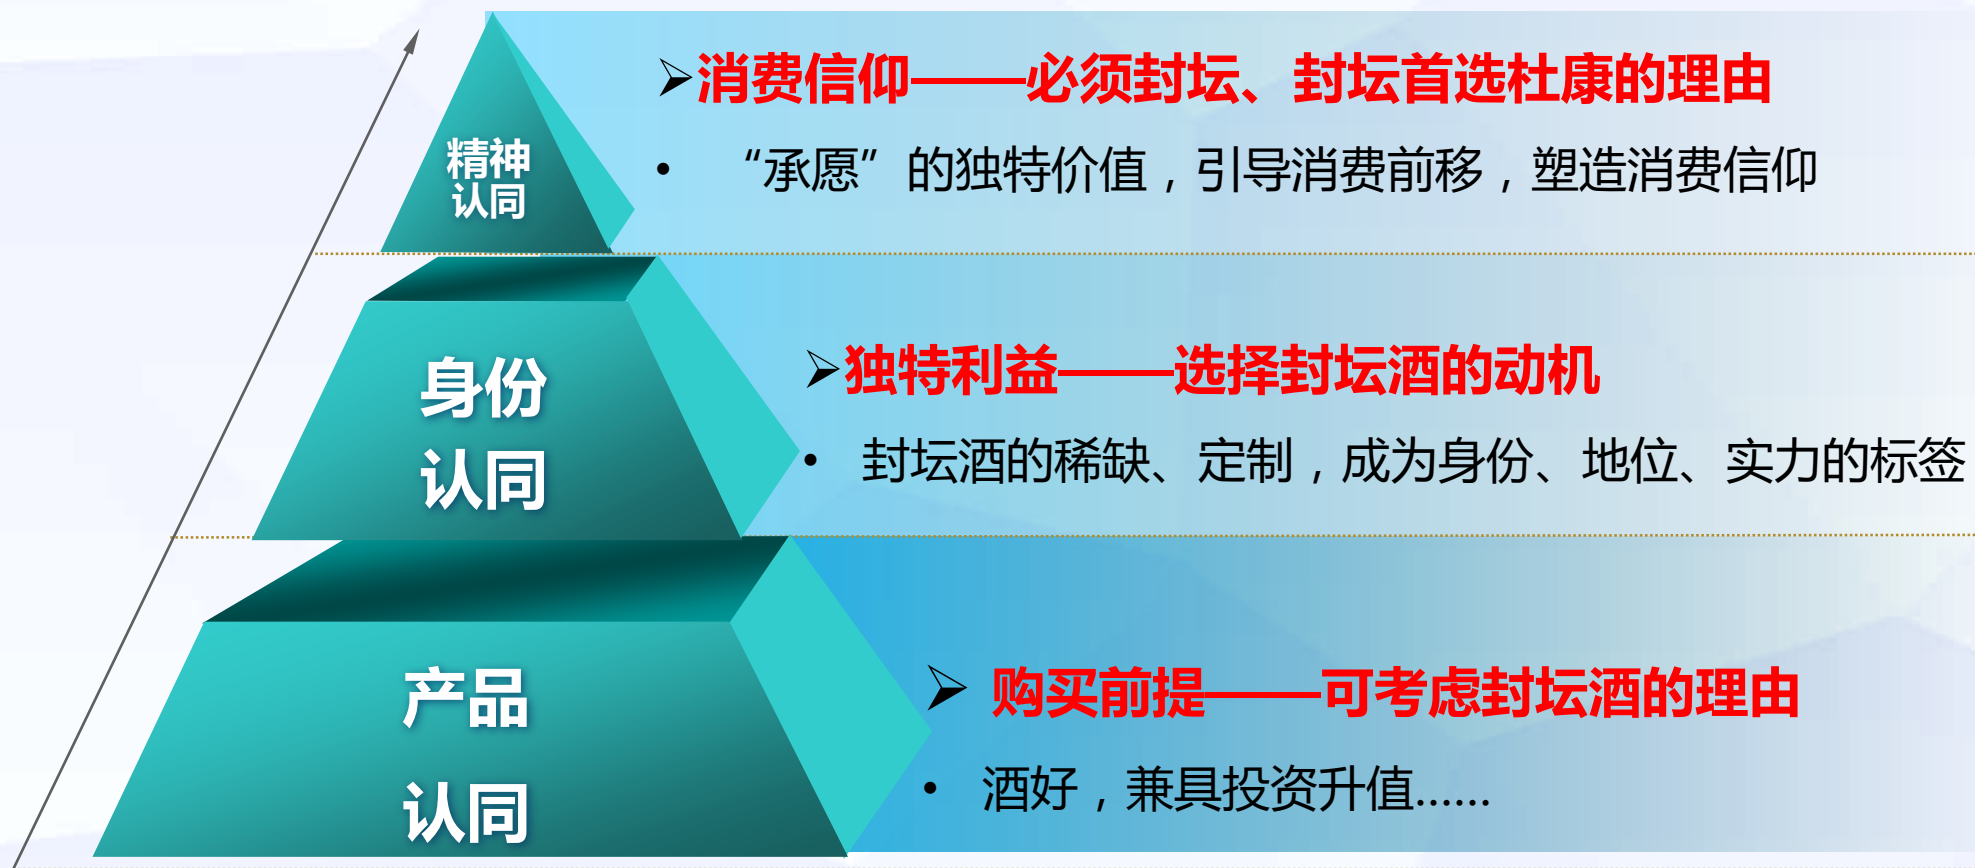 ➢消费信仰——必须封坛、封坛首选杜康的理由
• “承愿”的独特价值，引导消费前移，塑造消费信仰
精神
认同
➢独特利益——选择封坛酒的动机
• 封坛酒的稀缺、定制，成为身份、地位、实力的标签
身份
认同
➢ 购买前提——可考虑封坛酒的理由
• 酒好，兼具投资升值......
产品
认同